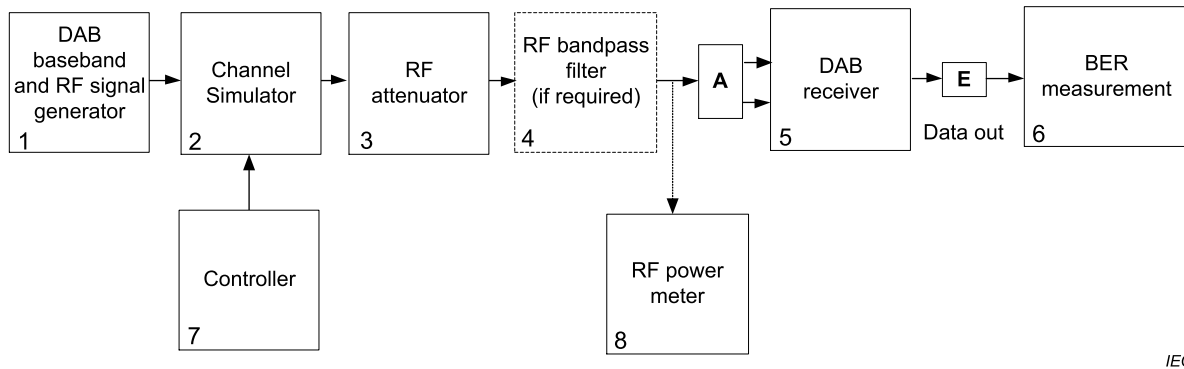 DAB
baseband
and RF signal
generator
1
Channel
Simulator
2
RF
attenuator
3
RF bandpass
filter
(if required)
4
A
DAB
receiver
5
E
Data out
BER
measurement
6
Controller
7
RF power
meter
8
IEC